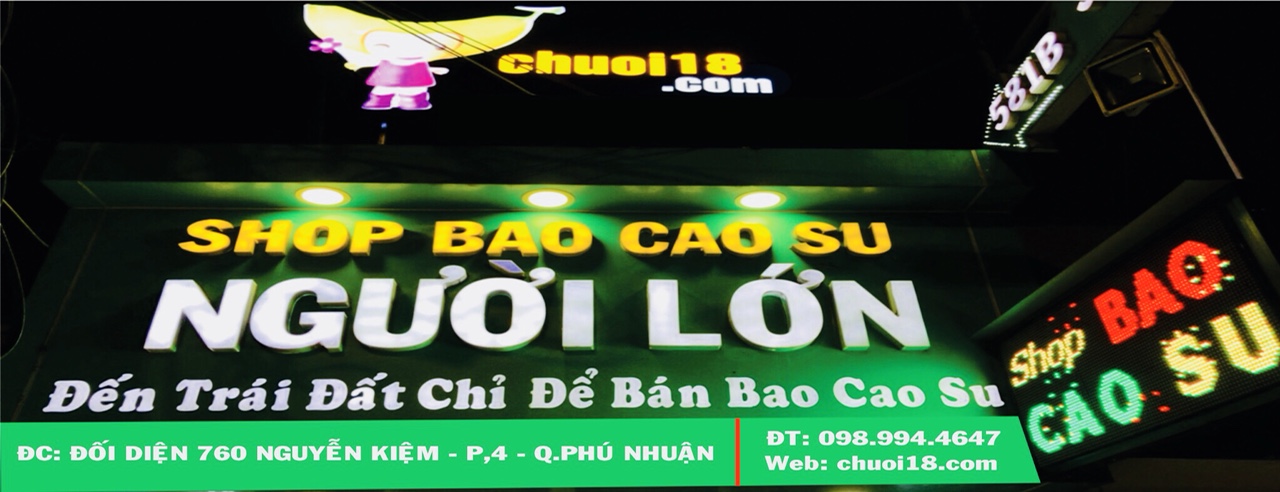 chuoi18
.com
581B
SHOP BAO CAO SU
NGƯỜI LỚN
Đến Trái Đất Chỉ Để Bán Bao Cao Su
Shop BAO
CAO SU
ĐC: ĐỐI DIỆN 760 NGUYỄN KIỆM - P,4 - Q.PHÚ NHUẬN
ĐT: 098.994.4647
Web: chuoi18.com